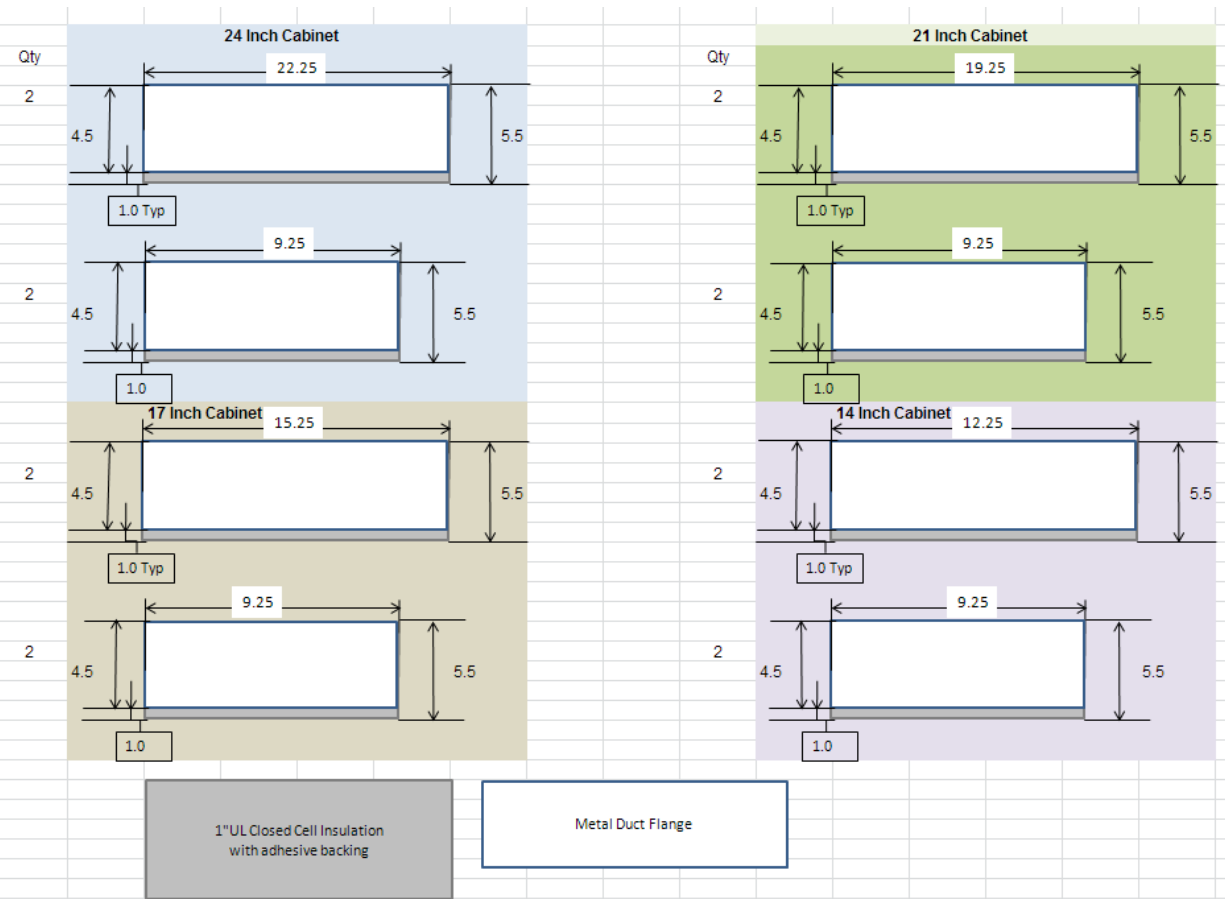 24 Inch Cabinet
21 Inch Cabinet
Qty
22.25
Qty
19.25
2
2
4.5
5.5
4.5
5.5
1.0 Typ
1.0 Typ
9.25
9.25
2
2
4.5
5.5
4.5
5.5
1.0
1.0
17 Inch Cabinet
15.25
14 Inch Cabinet
12.25
2
2
4.5
5.5
4.5
5.5
1.0 Typ
1.0 Typ
9.25
9.25
2
2
4.5
5.5
4.5
5.5
1.0
1.0
1"UL Closed Cell Insulation
with adhesive backing
Metal Duct Flange